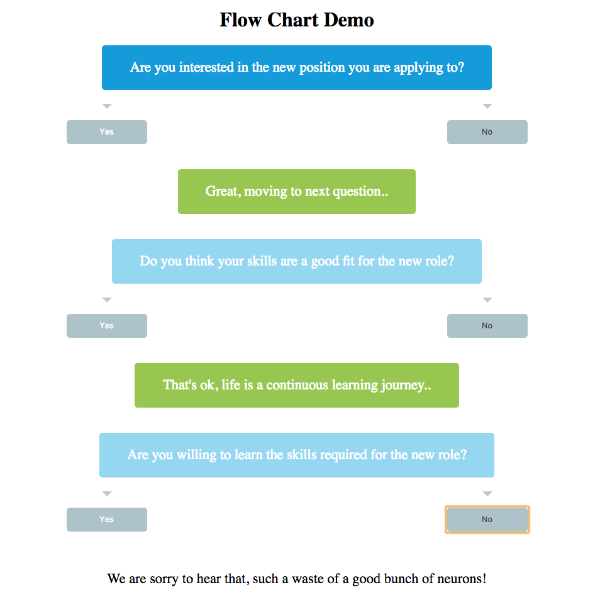 Flow Chart Demo
Are you interested in the new position you are applying to?
Yes
No
Great, moving to next question..
Do you think your skills are a good fit for the new role?
Yes
No
That's ok, life is a continuous learning journey..
Are you willing to learn the skills required for the new role?
Yes
No
We are sorry to hear that, such a waste of a good bunch of neurons!